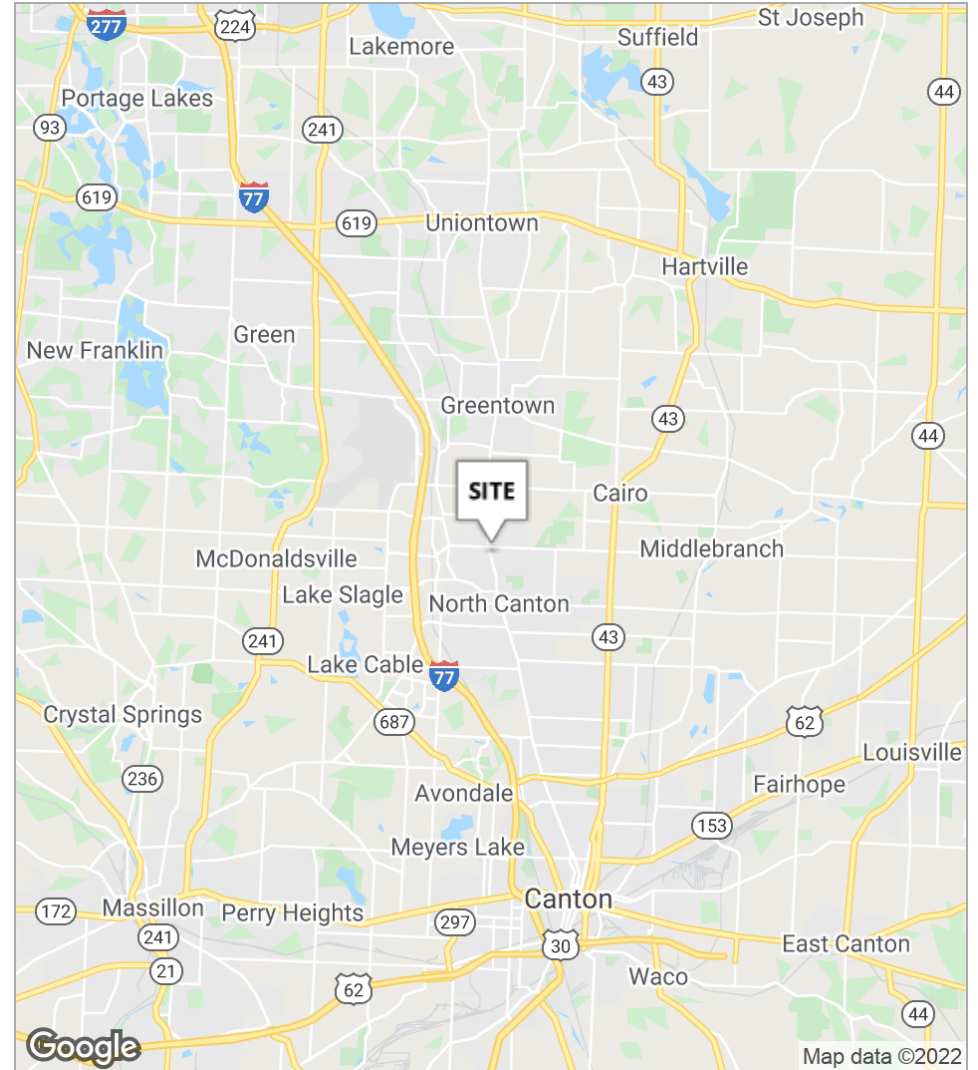 277
224
St Joseph
Lakemore
Suffield
43
44
Portage Lakes
93
241
77
619
619
Uniontown
Hartville
Green
New Franklin
Greentown
43
44
SITE
Cairo
McDonaldsville
Middlebranch
Lake Slagle
North Canton
241
43
Lake Cable
77
Crystal Springs
687
62
Louisville
236
Fairhope
Avondale
153
Meyers Lake
Canton
172
Massillon
Perry Heights
297
241
30
East Canton
21
Waco
62
44
Google
Map data ©2022